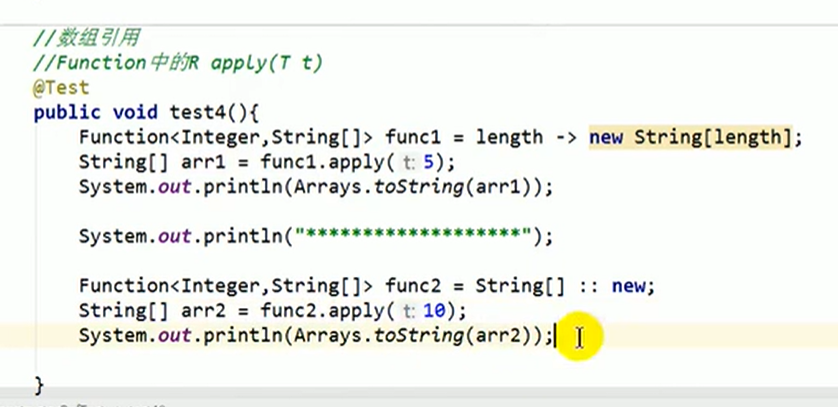 //数组引用
//Function中的R apply(T t)
@Test
public void test4(){
    Function<Integer,String[]> func1 = length -> new String[length];
    String[] arr1 = func1.apply( t: 5);
    System.out.println(Arrays.toString(arr1));
    System.out.println("*******************");
    Function<Integer,String[]> func2 = String[] :: new;
    String[] arr2 = func2.apply( t: 10);
    System.out.println(Arrays.toString(arr2));
}